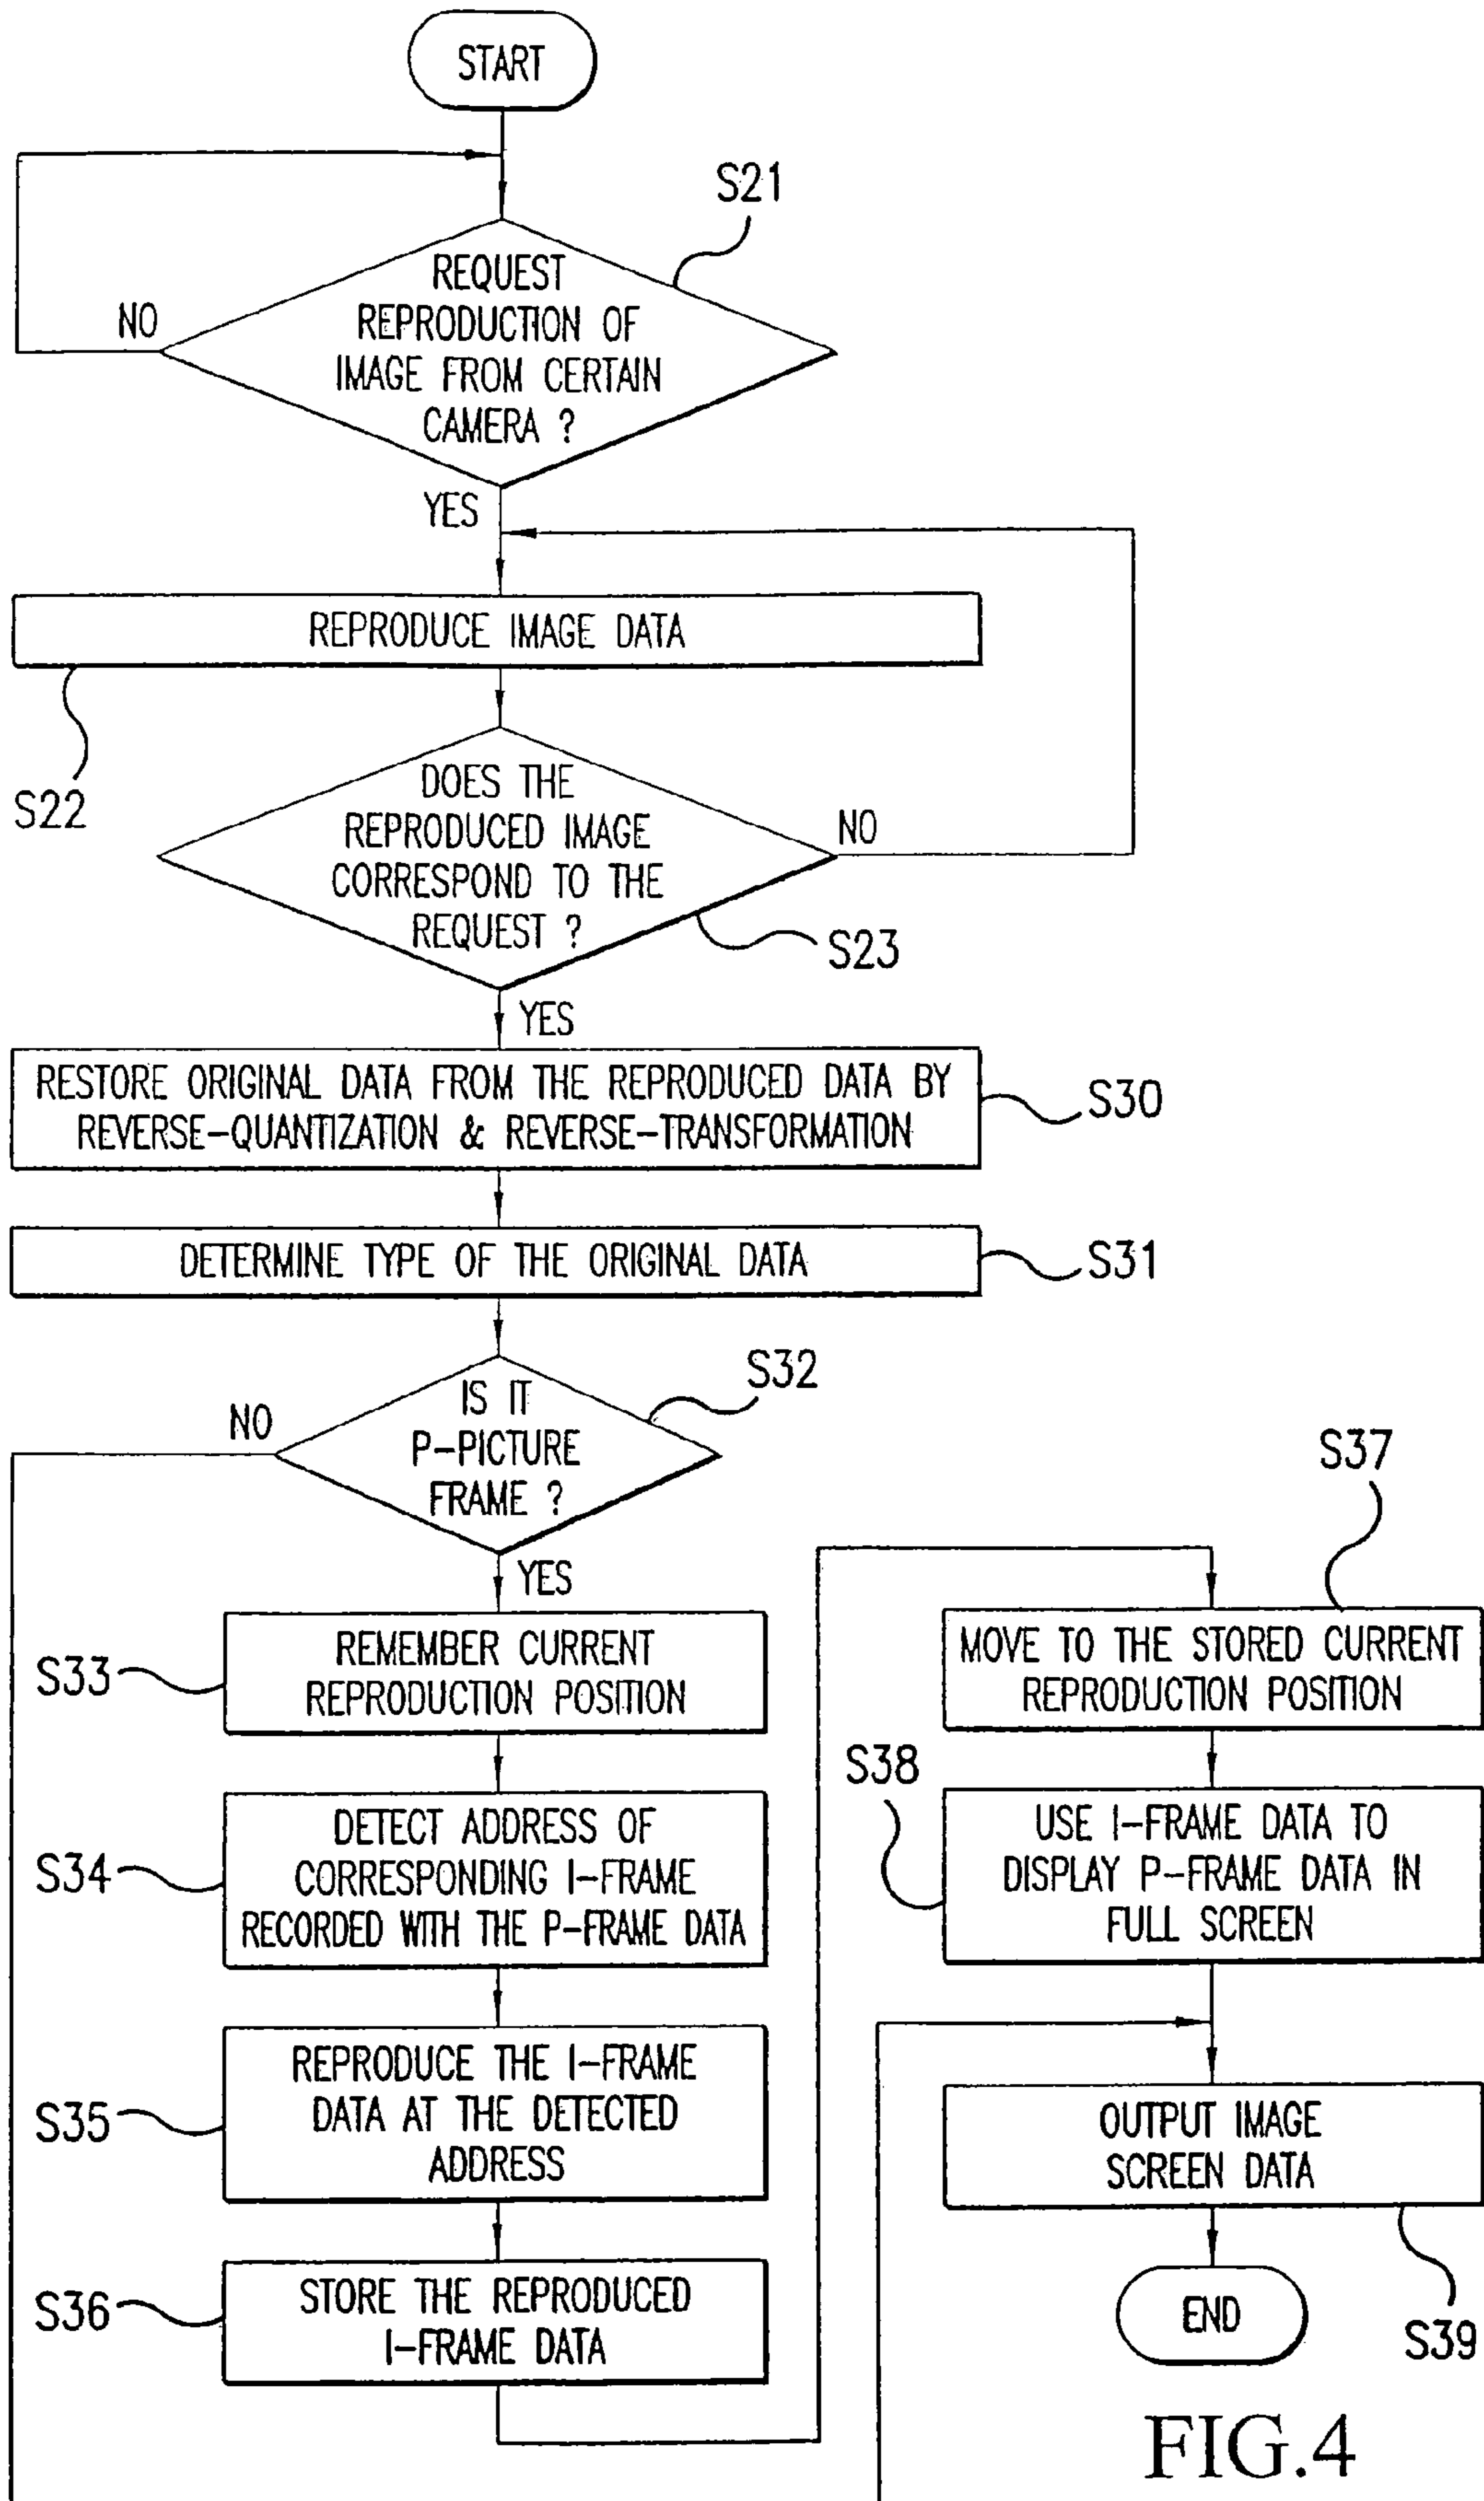 START
S21
REQUEST
REPRODUCTION OF
IMAGE FROM CERTAIN
CAMERA ?
NO
YES
REPRODUCE IMAGE DATA
S22
DOES THE
REPRODUCED IMAGE
CORRESPOND TO THE
REQUEST ?
NO
S23
YES
RESTORE ORIGINAL DATA FROM THE REPRODUCED DATA BY
REVERSE-QUANTIZATION & REVERSE-TRANSFORMATION
S30
DETERMINE TYPE OF THE ORIGINAL DATA
S31
S32
IS IT
P-PICTURE
FRAME ?
NO
YES
REMEMBER CURRENT
REPRODUCTION POSITION
S33
DETECT ADDRESS OF
CORRESPONDING I-FRAME
RECORDED WITH THE P-FRAME DATA
S34
REPRODUCE THE I-FRAME
DATA AT THE DETECTED
ADDRESS
S35
STORE THE REPRODUCED
I-FRAME DATA
S36
S37
MOVE TO THE STORED CURRENT
REPRODUCTION POSITION
S38
USE I-FRAME DATA TO
DISPLAY P-FRAME DATA IN
FULL SCREEN
OUTPUT IMAGE
SCREEN DATA
S39
END
FIG.4